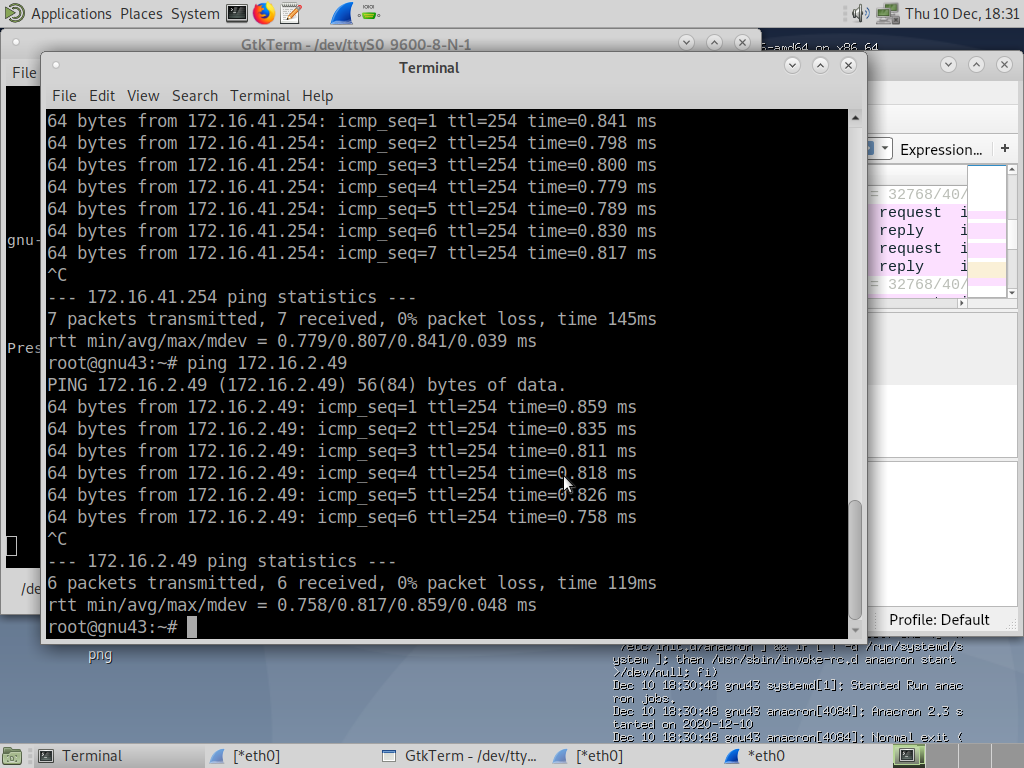 Applications Places System
Thu 10 Dec, 18:31
GtkTerm - /dev/ttyS0 9600-8-N-1
6-amd64 on x86_64
File
Terminal
File Edit View Search Terminal Help
64 bytes from 172.16.41.254: icmp_seq=1 ttl=254 time=0.841 ms
64 bytes from 172.16.41.254: icmp_seq=2 ttl=254 time=0.798 ms
64 bytes from 172.16.41.254: icmp_seq=3 ttl=254 time=0.800 ms
64 bytes from 172.16.41.254: icmp_seq=4 ttl=254 time=0.779 ms
64 bytes from 172.16.41.254: icmp_seq=5 ttl=254 time=0.789 ms
64 bytes from 172.16.41.254: icmp_seq=6 ttl=254 time=0.830 ms
64 bytes from 172.16.41.254: icmp_seq=7 ttl=254 time=0.817 ms
^C
--- 172.16.41.254 ping statistics ---
7 packets transmitted, 7 received, 0% packet loss, time 145ms
rtt min/avg/max/mdev = 0.779/0.807/0.841/0.039 ms
root@gnu43:~# ping 172.16.2.49
PING 172.16.2.49 (172.16.2.49) 56(84) bytes of data.
64 bytes from 172.16.2.49: icmp_seq=1 ttl=254 time=0.859 ms
64 bytes from 172.16.2.49: icmp_seq=2 ttl=254 time=0.835 ms
64 bytes from 172.16.2.49: icmp_seq=3 ttl=254 time=0.811 ms
64 bytes from 172.16.2.49: icmp_seq=4 ttl=254 time=0.818 ms
64 bytes from 172.16.2.49: icmp_seq=5 ttl=254 time=0.826 ms
64 bytes from 172.16.2.49: icmp_seq=6 ttl=254 time=0.758 ms
^C
--- 172.16.2.49 ping statistics ---
6 packets transmitted, 6 received, 0% packet loss, time 119ms
rtt min/avg/max/mdev = 0.758/0.817/0.859/0.048 ms
root@gnu43:~#
gnu-
Pres
/de
Expression... +
= 32768/40/
request i
reply i
request i
reply i
= 32768/40/
Profile: Default
png
/etc/init.d/anacron ] && if [ ! -d /run/systemd/s
ystem ]; then /usr/sbin/invoke-rc.d anacron start
>/dev/null; fi)
Dec 10 18:30:48 gnu43 systemd[1]: Started Run anac
ron jobs.
Dec 10 18:30:48 gnu43 anacron[4084]: Anacron 2.3 s
tarted on 2020-12-10
Dec 10 18:30:48 gnu43 anacron[4084]: Normal exit (
Terminal
[*eth0]
GtkTerm - /dev/tty...
[*eth0]
*eth0